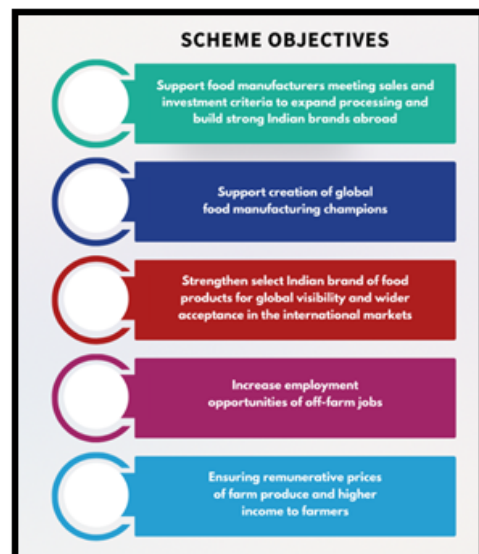 SCHEME OBJECTIVES
Support food manufacturers meeting sales and
investment criteria to expand processing and
build strong Indian brands abroad
Support creation of global
food manufacturing champions
Strengthen select Indian brand of food
products for global visibility and wider
acceptance in the international markets
Increase employment
opportunities of off-farm jobs
Ensuring remunerative prices
of farm produce and higher
income to farmers